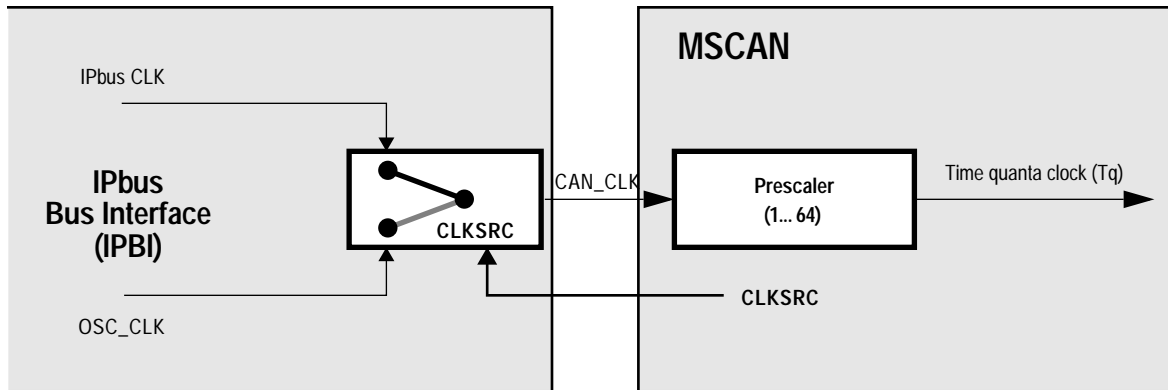 MSCAN
IPbus CLK
IPbus
Bus Interface
(IPBI)
CLKSRC
CAN_CLK
Prescaler
(1... 64)
Time quanta clock (Tq)
CLKSRC
OSC_CLK